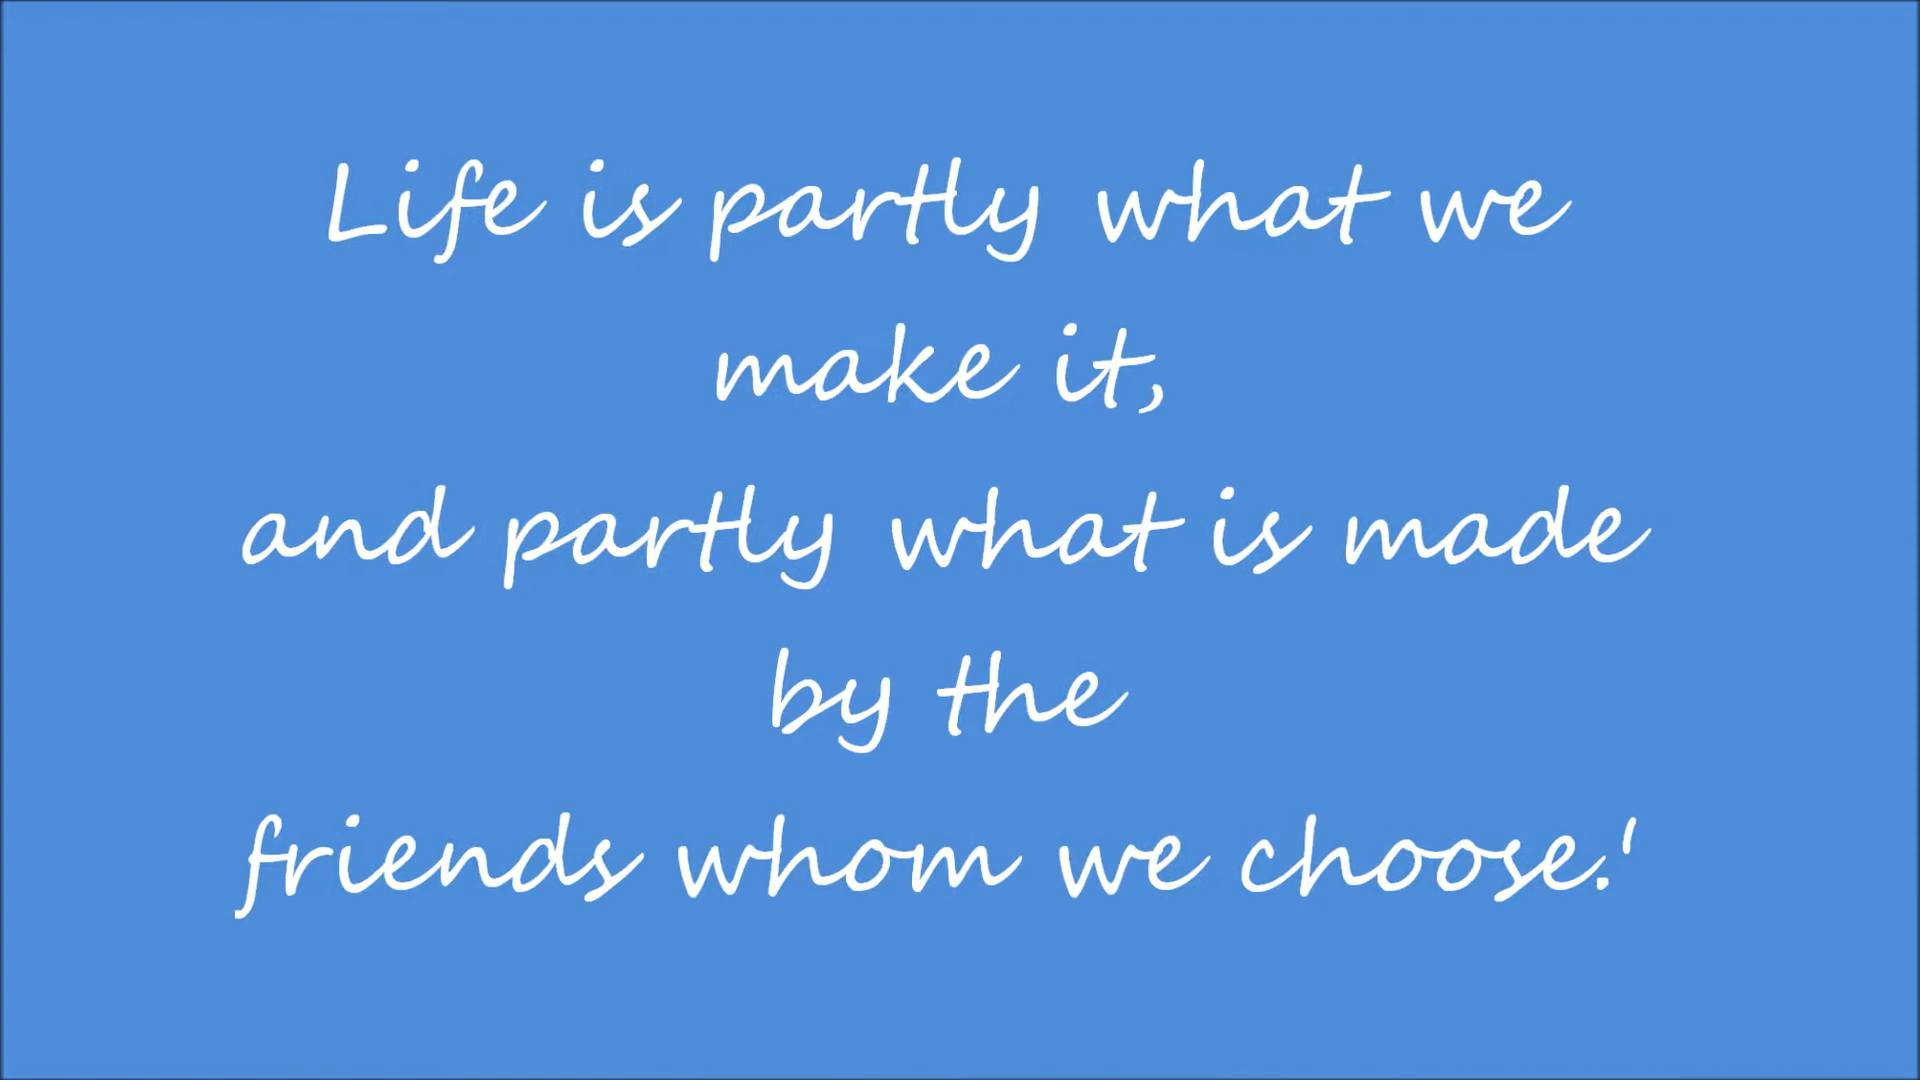 Life is partly what we
make it,
and partly what is made
by the
friends whom we choose.'